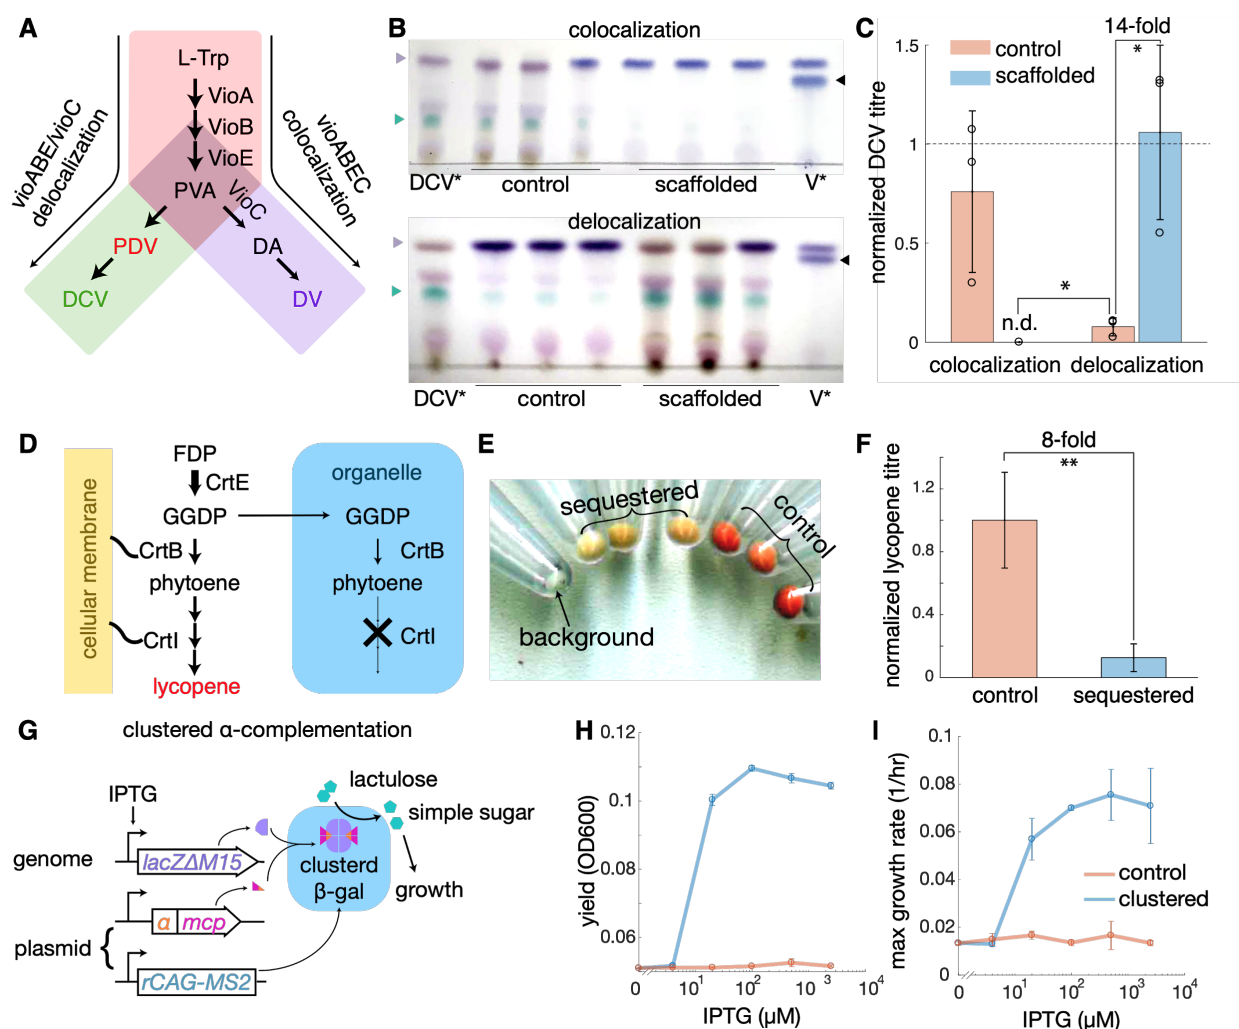 A
L-Trp
VioA
VioB
VioE
PVA
VioC
PDV
DA
DCV
DV
vioABE/vioC
delocalization
vioABEC
colocalization
B
colocalization
DCV*
control
scaffolded
V*
delocalization
DCV*
control
scaffolded
V*
C
14-fold
control
scaffolded
*
*
n.d.
normalized DCV titre
1.5
1
0.5
0
colocalization
delocalization
D
cellular membrane
FDP
CrtE
GGDP
CrtB
phytoene
CrtI
lycopene
organelle
GGDP
CrtB
phytoene
CrtI
E
sequestered
control
background
F
8-fold
**
normalized lycopene titre
1.2
0.8
0.4
0
control
sequestered
G
clustered α-complementation
IPTG
genome
lacZΔM15
α mcp
plasmid
rCAG-MS2
lactulose
simple sugar
clusterd
β-gal
growth
H
yield (OD600)
0.12
0.1
0.08
0.06
0 10¹ 10² 10³ 10⁴
IPTG (µM)
I
max growth rate (1/hr)
0.1
0.08
0.06
0.04
0.02
0
control
clustered
0 10¹ 10² 10³ 10⁴
IPTG (µM)